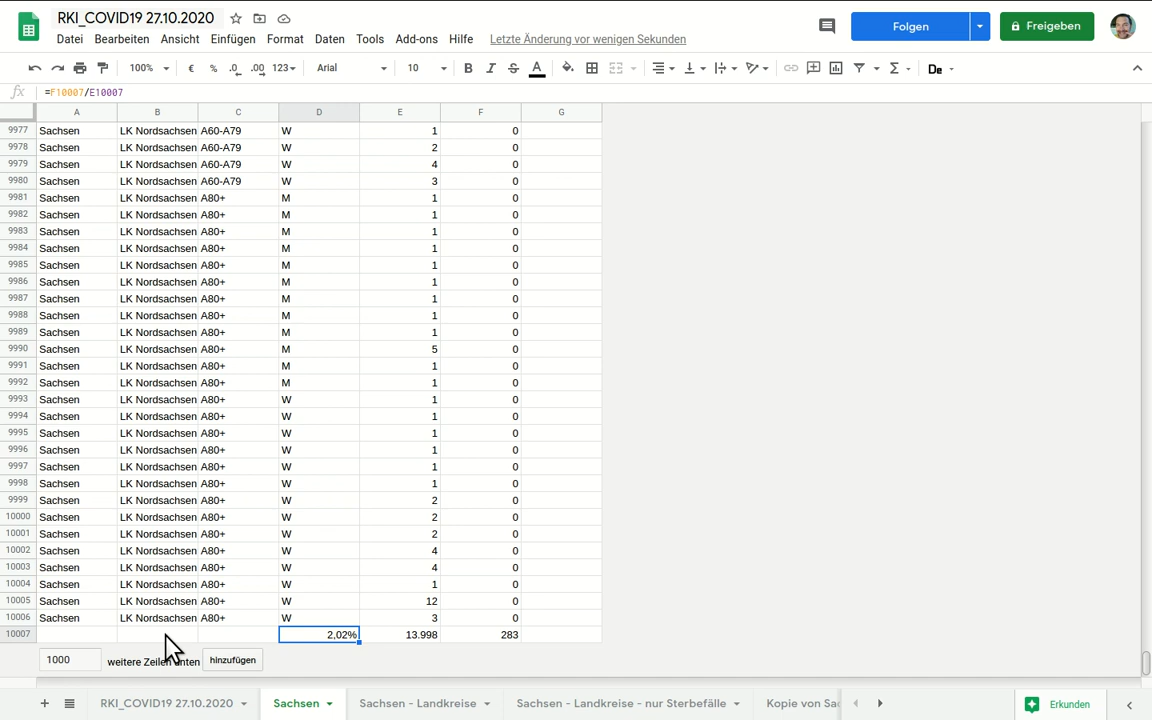 RKI_COVID19 27.10.2020
Datei Bearbeiten Ansicht Einfügen Format Daten Tools Add-ons Hilfe Letzte Änderung vor wenigen Sekunden
Folgen
Freigeben
100% € % .0 .00 123 Arial 10 B I S A Σ De
fx =F10007/E10007
A B C D E F G
9977 Sachsen LK Nordsachsen A60-A79 W 1 0
9978 Sachsen LK Nordsachsen A60-A79 W 2 0
9979 Sachsen LK Nordsachsen A60-A79 W 4 0
9980 Sachsen LK Nordsachsen A60-A79 W 3 0
9981 Sachsen LK Nordsachsen A80+ M 1 0
9982 Sachsen LK Nordsachsen A80+ M 1 0
9983 Sachsen LK Nordsachsen A80+ M 1 0
9984 Sachsen LK Nordsachsen A80+ M 1 0
9985 Sachsen LK Nordsachsen A80+ M 1 0
9986 Sachsen LK Nordsachsen A80+ M 1 0
9987 Sachsen LK Nordsachsen A80+ M 1 0
9988 Sachsen LK Nordsachsen A80+ M 1 0
9989 Sachsen LK Nordsachsen A80+ M 1 0
9990 Sachsen LK Nordsachsen A80+ M 5 0
9991 Sachsen LK Nordsachsen A80+ M 1 0
9992 Sachsen LK Nordsachsen A80+ M 1 0
9993 Sachsen LK Nordsachsen A80+ W 1 0
9994 Sachsen LK Nordsachsen A80+ W 1 0
9995 Sachsen LK Nordsachsen A80+ W 1 0
9996 Sachsen LK Nordsachsen A80+ W 1 0
9997 Sachsen LK Nordsachsen A80+ W 1 0
9998 Sachsen LK Nordsachsen A80+ W 1 0
9999 Sachsen LK Nordsachsen A80+ W 2 0
10000 Sachsen LK Nordsachsen A80+ W 2 0
10001 Sachsen LK Nordsachsen A80+ W 2 0
10002 Sachsen LK Nordsachsen A80+ W 4 0
10003 Sachsen LK Nordsachsen A80+ W 4 0
10004 Sachsen LK Nordsachsen A80+ W 1 0
10005 Sachsen LK Nordsachsen A80+ W 12 0
10006 Sachsen LK Nordsachsen A80+ W 3 0
10007 2,02% 13.998 283
1000 weitere Zeilen unten hinzufügen
RKI_COVID19 27.10.2020 Sachsen Sachsen - Landkreise Sachsen - Landkreise - nur Sterbefälle Kopie von Sac Erkunden